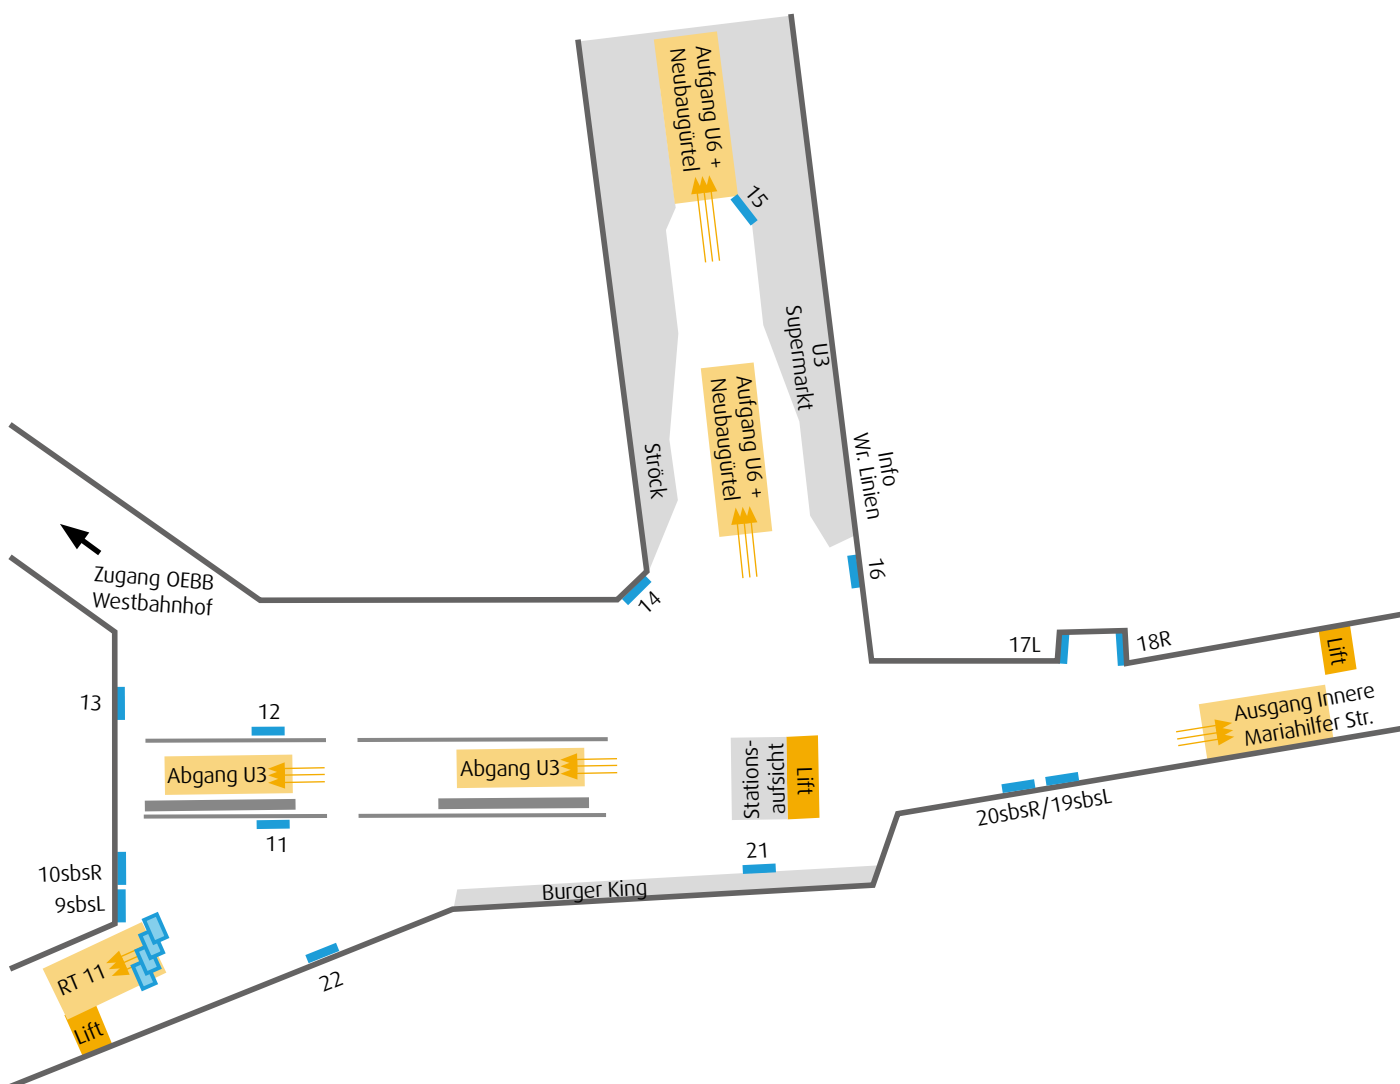 Aufgang U6 +
Neubaugürtel
15
U3
Supermarkt
Aufgang U6 +
Neubaugürtel
Ströck
Info
Wr. Linien
16
14
Zugang OEBB
Westbahnhof
17L
18R
Lift
13
12
Ausgang Innere
Mariahilfer Str.
Abgang U3
Abgang U3
Stations-
aufsicht
Lift
20sbsR/19sbsL
11
21
10sbsR
9sbsL
Burger King
RT 11
22
Lift